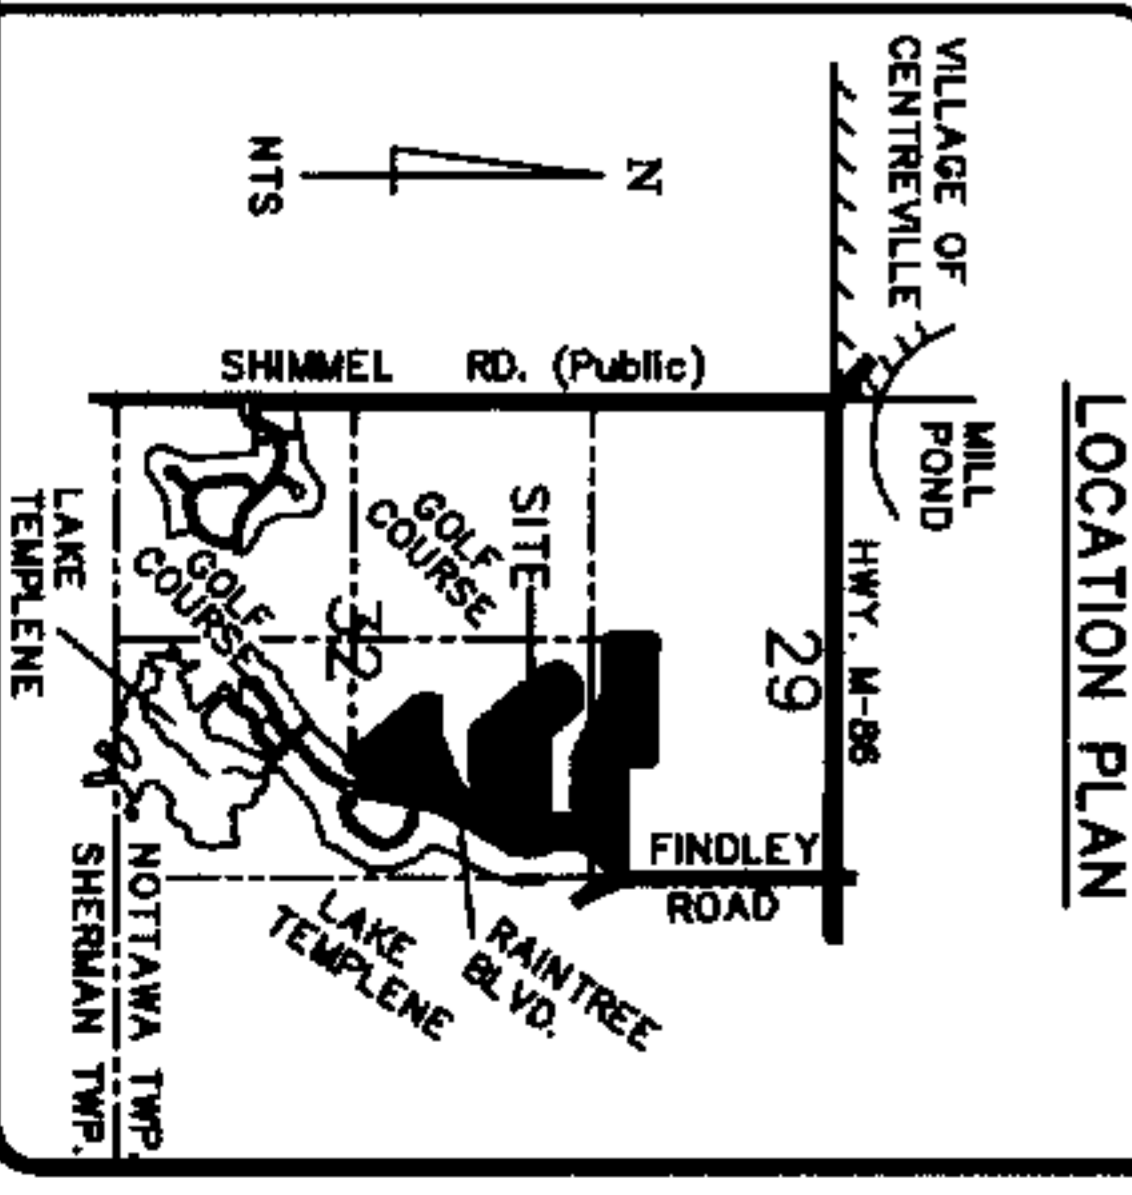 LOCATION PLAN
VILLAGE OF
CENTREVILLE
N
NTS
MILL
POND
HWY. M-86
SHIMMEL RD. (Public)
29
FINDLEY
ROAD
SITE
GOLF
COURSE
32
GOLF
COURSE
RAINTREE
BLVD.
LAKE
TEMPLENE
LAKE
TEMPLENE
NOTTAWA TWP.
SHERMAN TWP.